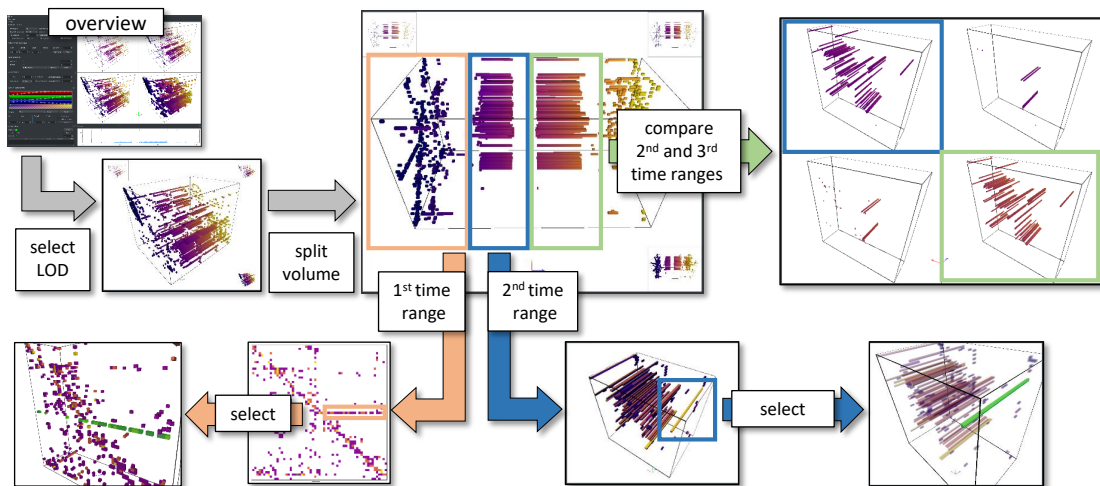 overview
select
LOD
split
volume
compare
2nd and 3rd
time ranges
1st time
range
2nd time
range
select
select